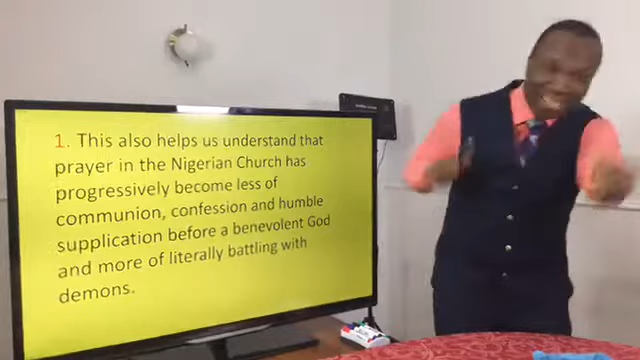 1. This also helps us understand that
prayer in the Nigerian Church has
progressively become less of
communion, confession and humble
supplication before a benevolent God
and more of literally battling with
demons.